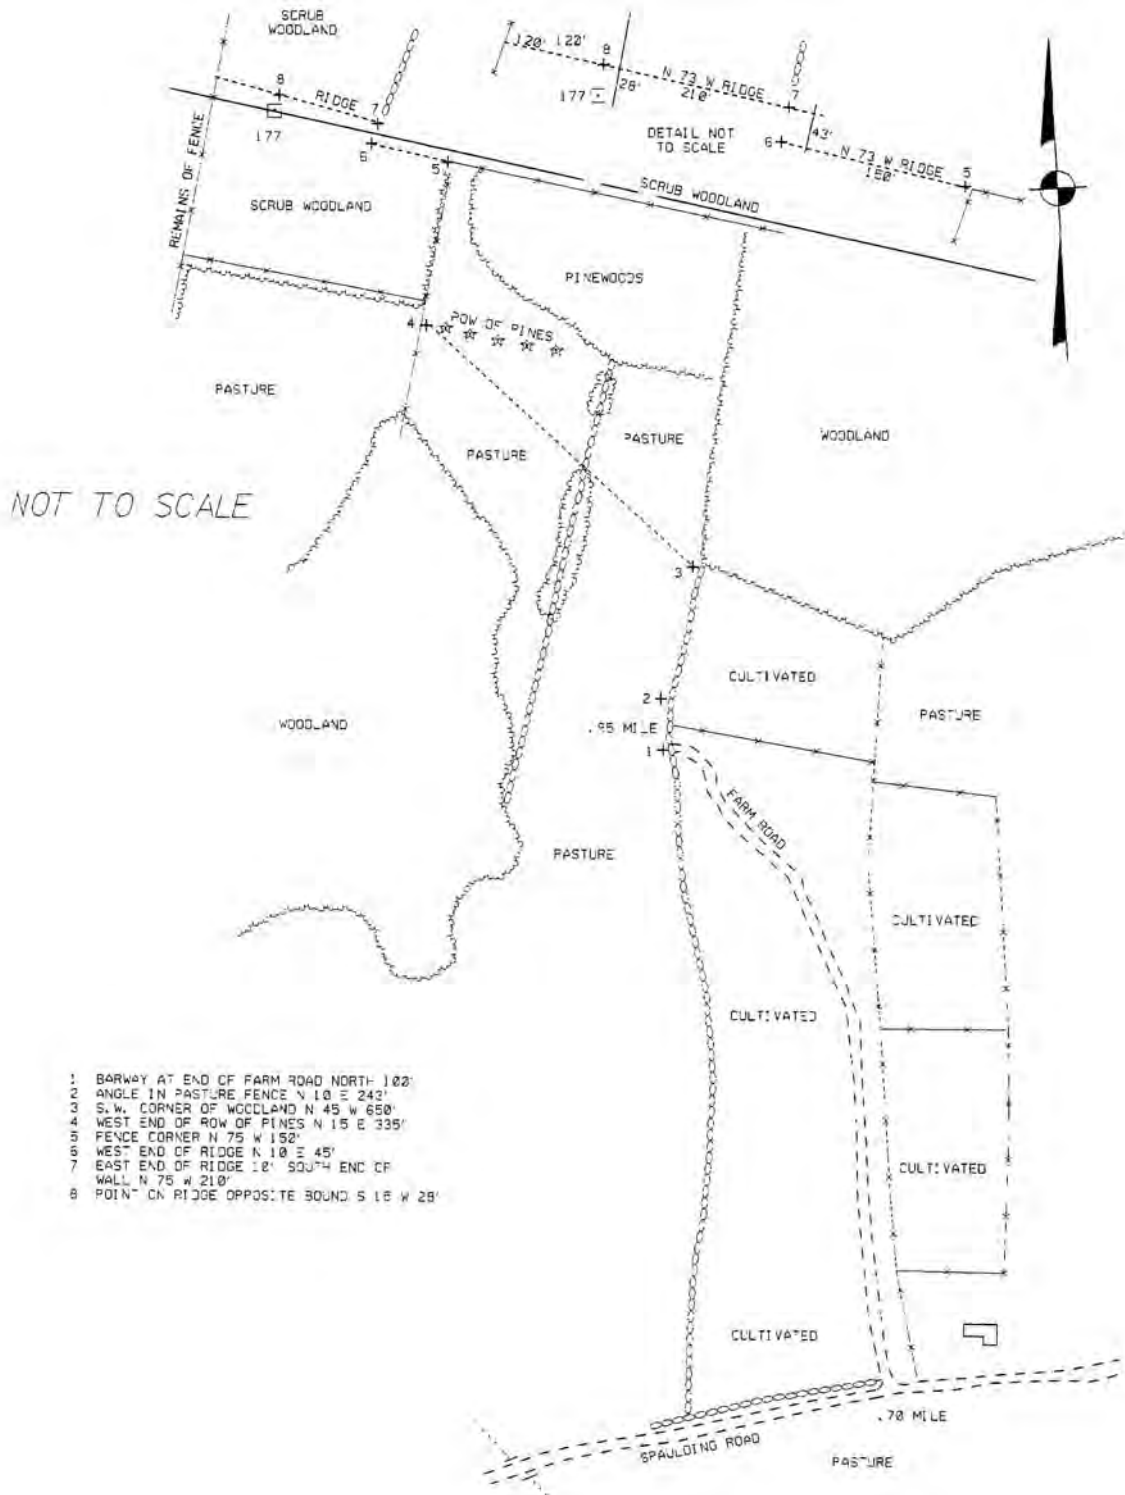 SCRUB
WOODLAND
120' 120'
8
N 73 W RIDGE
28'
210'
7
177
8
RIDGE
7
DETAIL NOT
TO SCALE
6
43'
N 73 W RIDGE
150'
5
177
6
5
SCRUB WOODLAND
REMAINS OF FENCE
SCRUB WOODLAND
PINEWOODS
4
ROW OF PINES
PASTURE
PASTURE
PASTURE
WOODLAND
NOT TO SCALE
3
CULTIVATED
2
PASTURE
WOODLAND
.95 MILE
1
FARM ROAD
PASTURE
CULTIVATED
CULTIVATED
1 BARWAY AT END OF FARM ROAD NORTH 100'
2 ANGLE IN PASTURE FENCE N 10 E 243'
3 S.W. CORNER OF WOODLAND N 45 W 650'
4 WEST END OF ROW OF PINES N 15 E 335'
5 FENCE CORNER N 75 W 150'
6 WEST END OF RIDGE N 10 E 45'
7 EAST END OF RIDGE 10' SOUTH END OF
WALL N 75 W 210'
8 POINT ON RIDGE OPPOSITE BOUND S 16 W 28'
CULTIVATED
CULTIVATED
.70 MILE
SPAULDING ROAD
PASTURE